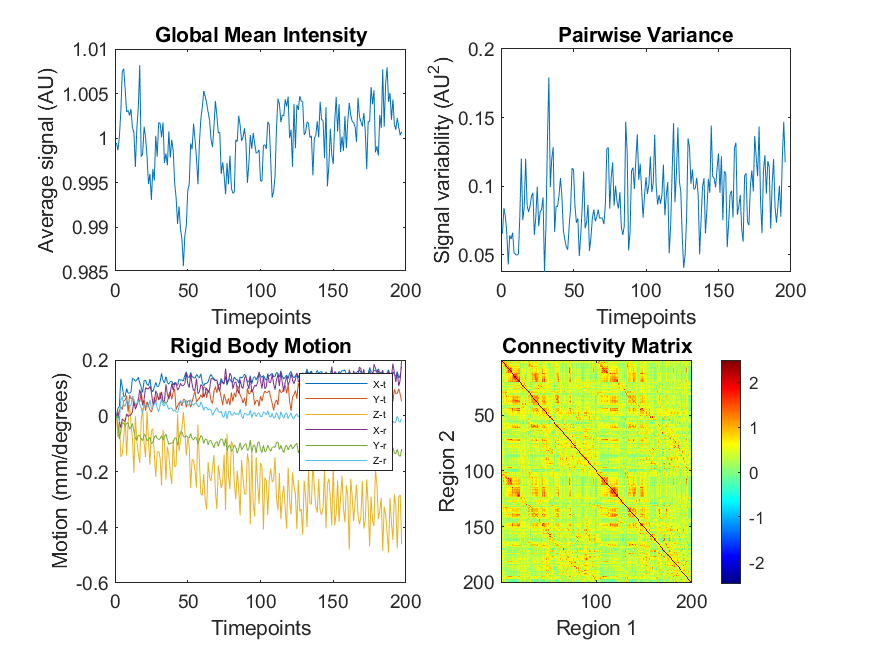 Global Mean Intensity
Average signal (AU)
1.01
1.005
1
0.995
0.99
0.985
0
50
100
150
200
Timepoints
Pairwise Variance
Signal variability (AU²)
0.2
0.15
0.1
0.05
0
50
100
150
200
Timepoints
Rigid Body Motion
Motion (mm/degrees)
0.2
0
-0.2
-0.4
-0.6
X-t
Y-t
Z-t
X-r
Y-r
Z-r
0
50
100
150
200
Timepoints
Connectivity Matrix
Region 2
50
100
150
200
100
200
Region 1
2
1
0
-1
-2